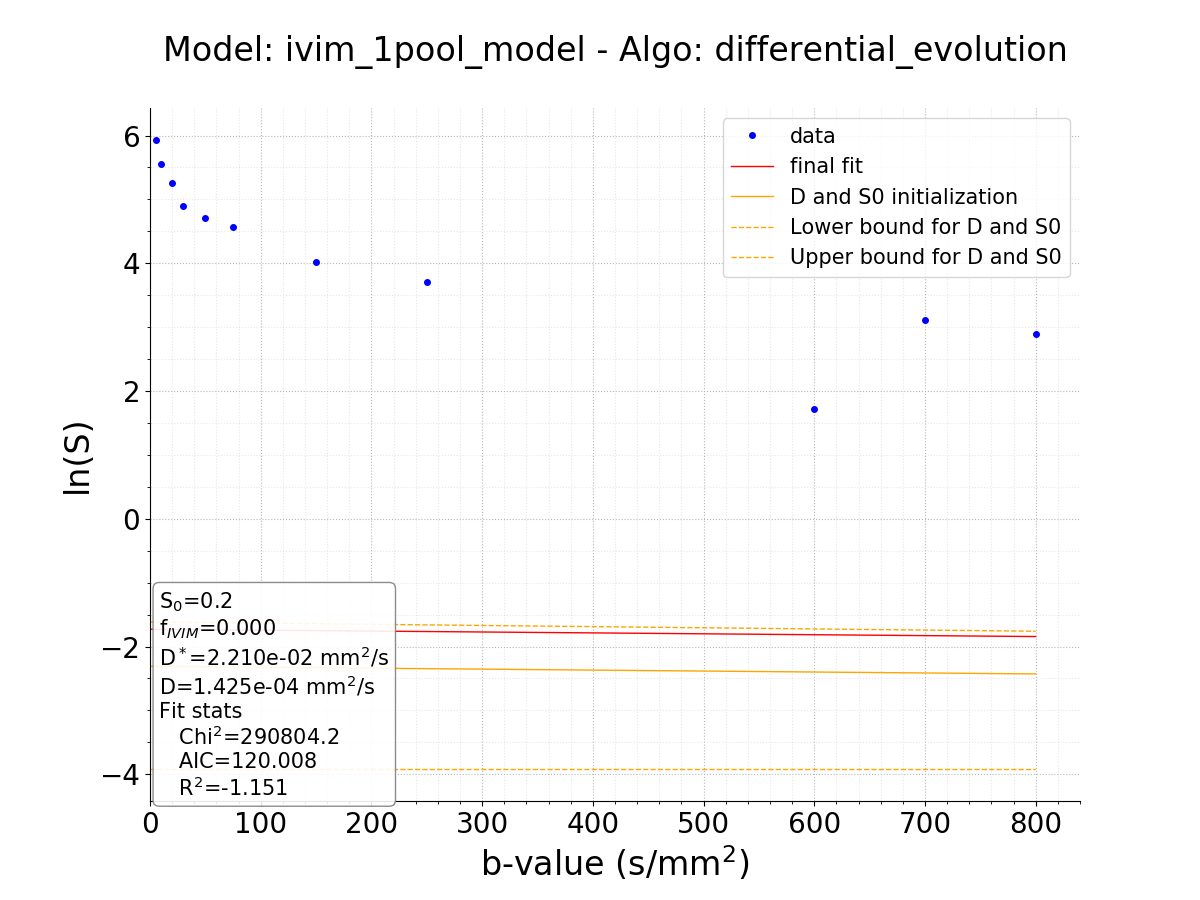 Model: ivim_1pool_model - Algo: differential_evolution
6
4
2
0
−2
−4
ln(S)
data
final fit
D and S0 initialization
Lower bound for D and S0
Upper bound for D and S0
S₀=0.2
f_IVIM=0.000
D*=2.210e-02 mm²/s
D=1.425e-04 mm²/s
Fit stats
Chi²=290804.2
AIC=120.008
R²=-1.151
0 100 200 300 400 500 600 700 800
b-value (s/mm²)